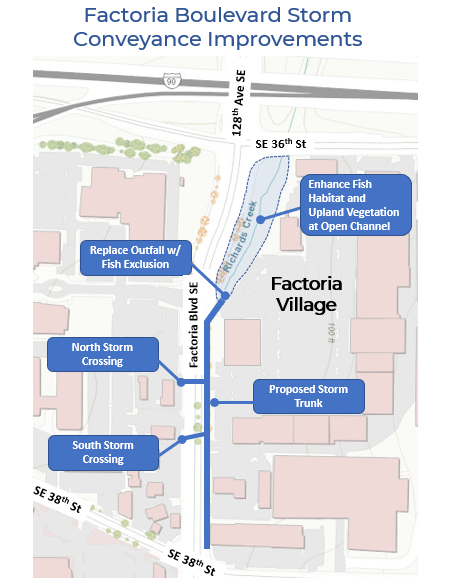 Factoria Boulevard Storm
Conveyance Improvements
90
128th Ave SE
SE 36th St
Enhance Fish
Habitat and
Upland Vegetation
at Open Channel
Richards Creek
Replace Outfall w/
Fish Exclusion
Factoria
Village
Factoria Blvd SE
100 ft
North Storm
Crossing
Proposed Storm
Trunk
South Storm
Crossing
SE 38th St
SE 38th St